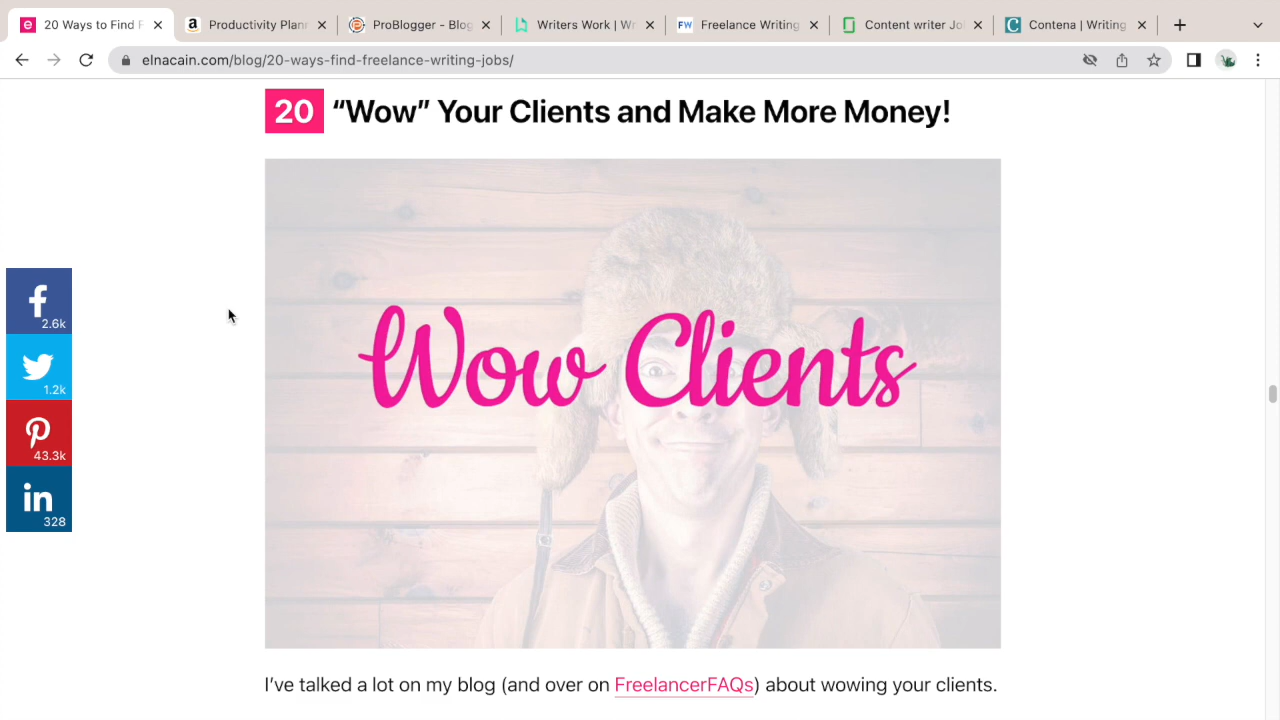 20 Ways to Find F
Productivity Plann
ProBlogger - Blog
Writers Work | Wr
Freelance Writing
Content writer Jo
Contena | Writing
elnacain.com/blog/20-ways-find-freelance-writing-jobs/
20 “Wow” Your Clients and Make More Money!
Wow Clients
2.6k
1.2k
43.3k
328
I’ve talked a lot on my blog (and over on FreelancerFAQs) about wowing your clients.